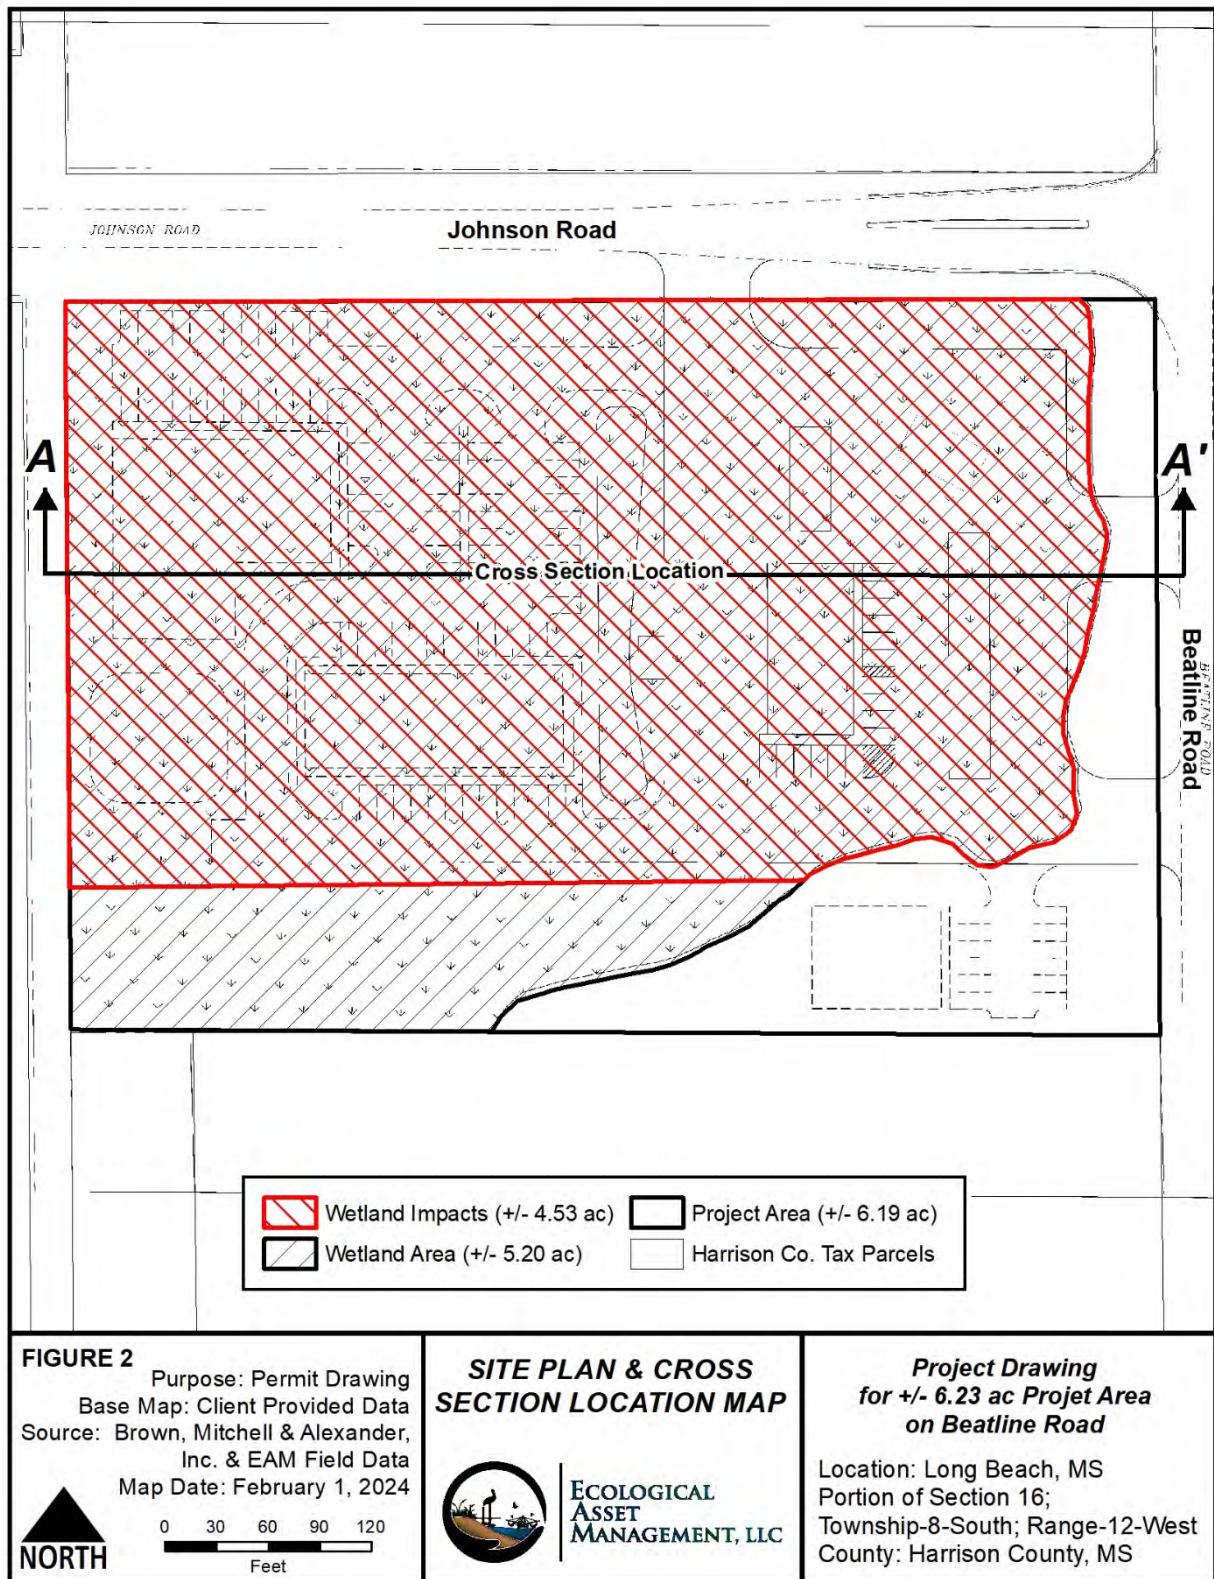 JOHNSON ROAD
Johnson Road
A
A'
Cross Section Location
Beatline Road
BEATLINE ROAD
Wetland Impacts (+/- 4.53 ac)
Project Area (+/- 6.19 ac)
Wetland Area (+/- 5.20 ac)
Harrison Co. Tax Parcels
FIGURE 2
Purpose: Permit Drawing
Base Map: Client Provided Data
Source: Brown, Mitchell & Alexander,
Inc. & EAM Field Data
Map Date: February 1, 2024
NORTH
0 30 60 90 120
Feet
SITE PLAN & CROSS
SECTION LOCATION MAP
ECOLOGICAL
ASSET
MANAGEMENT, LLC
Project Drawing
for +/- 6.23 ac Projet Area
on Beatline Road
Location: Long Beach, MS
Portion of Section 16;
Township-8-South; Range-12-West
County: Harrison County, MS